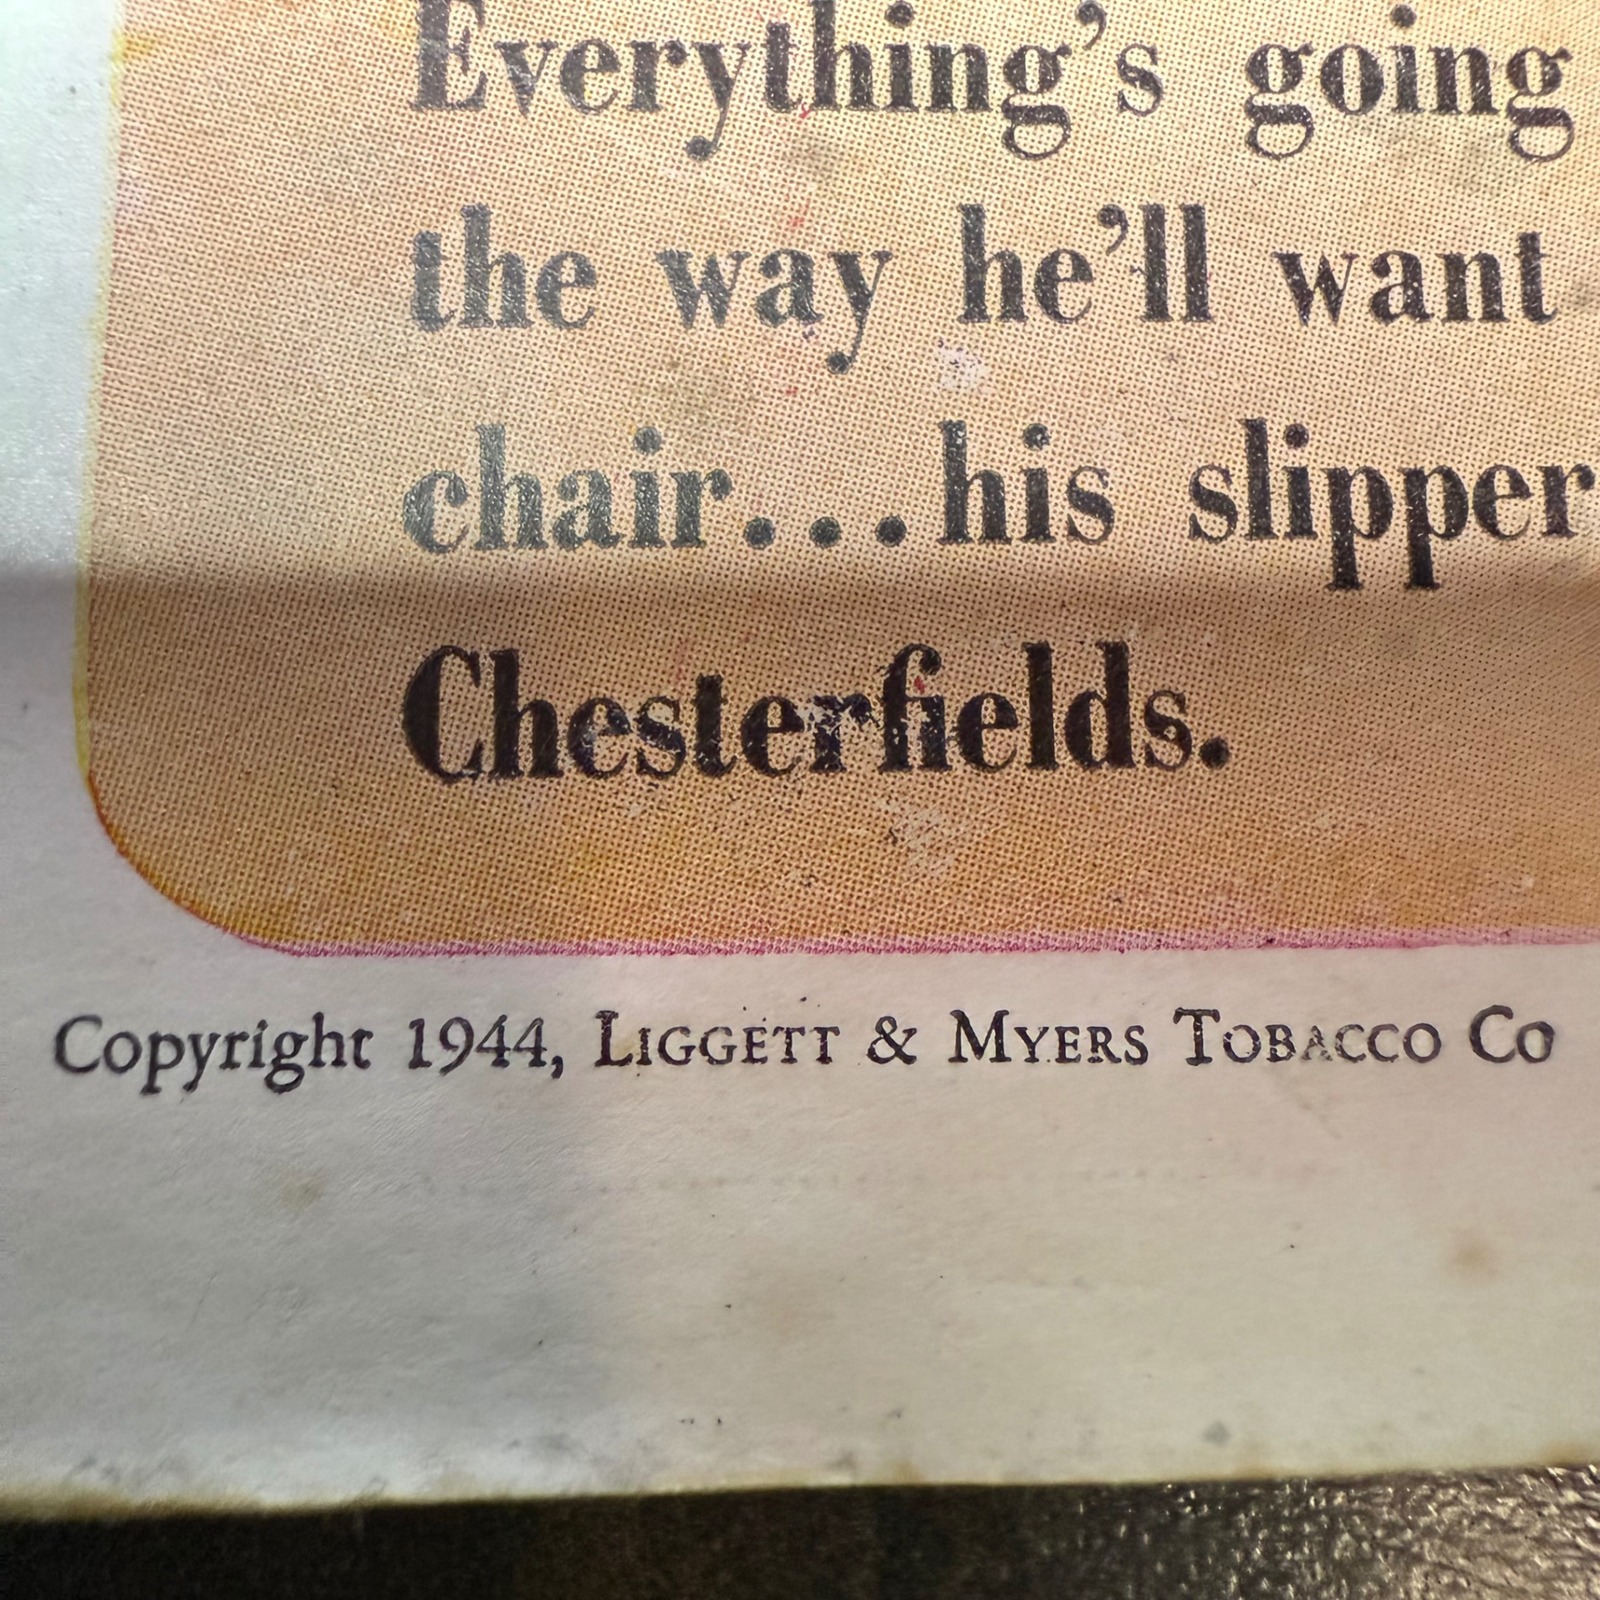 Everything's going
the way he'll want
chair...his slipper
Chesterfields.
Copyright 1944, LIGGETT & MYERS TOBACCO CO